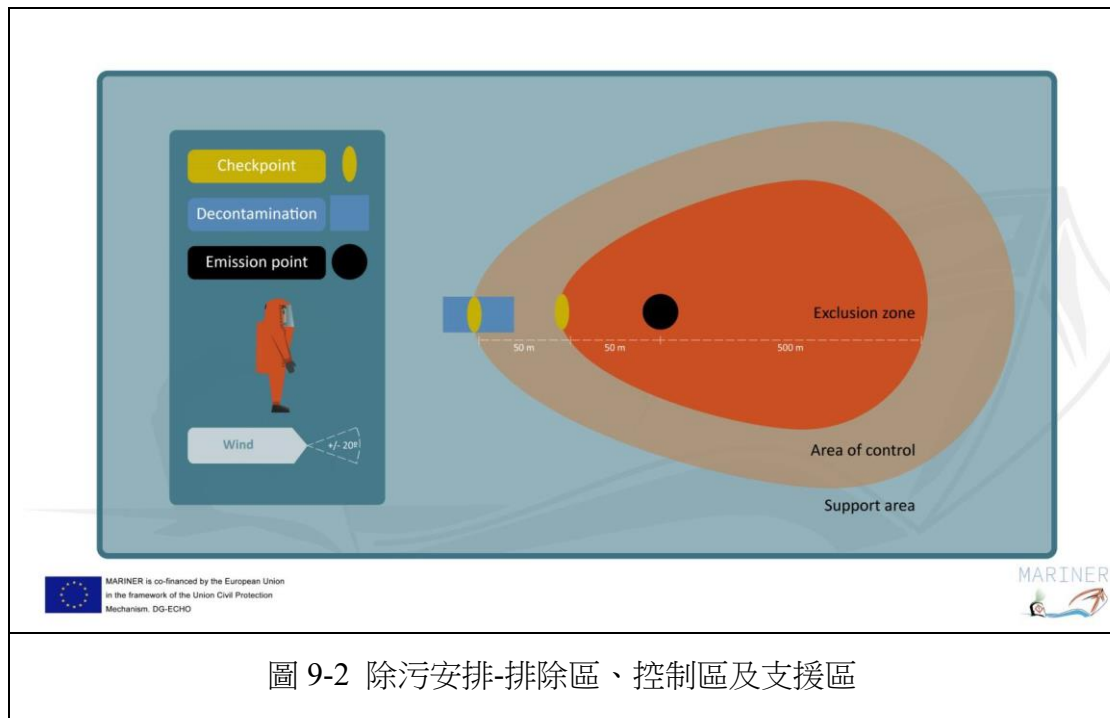 Checkpoint
Decontamination
Emission point
Wind
+/- 20º
50 m
50 m
500 m
Exclusion zone
Area of control
Support area
MARINER is co-financed by the European Union
in the framework of the Union Civil Protection
Mechanism. DG-ECHO
MARINER
圖 9-2 除污安排-排除區、控制區及支援區